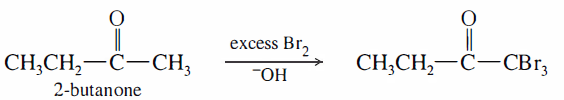 O
O
CH₃CH₂—C—CH₃
excess Br₂
⁻OH
CH₃CH₂—C—CBr₃
2-butanone